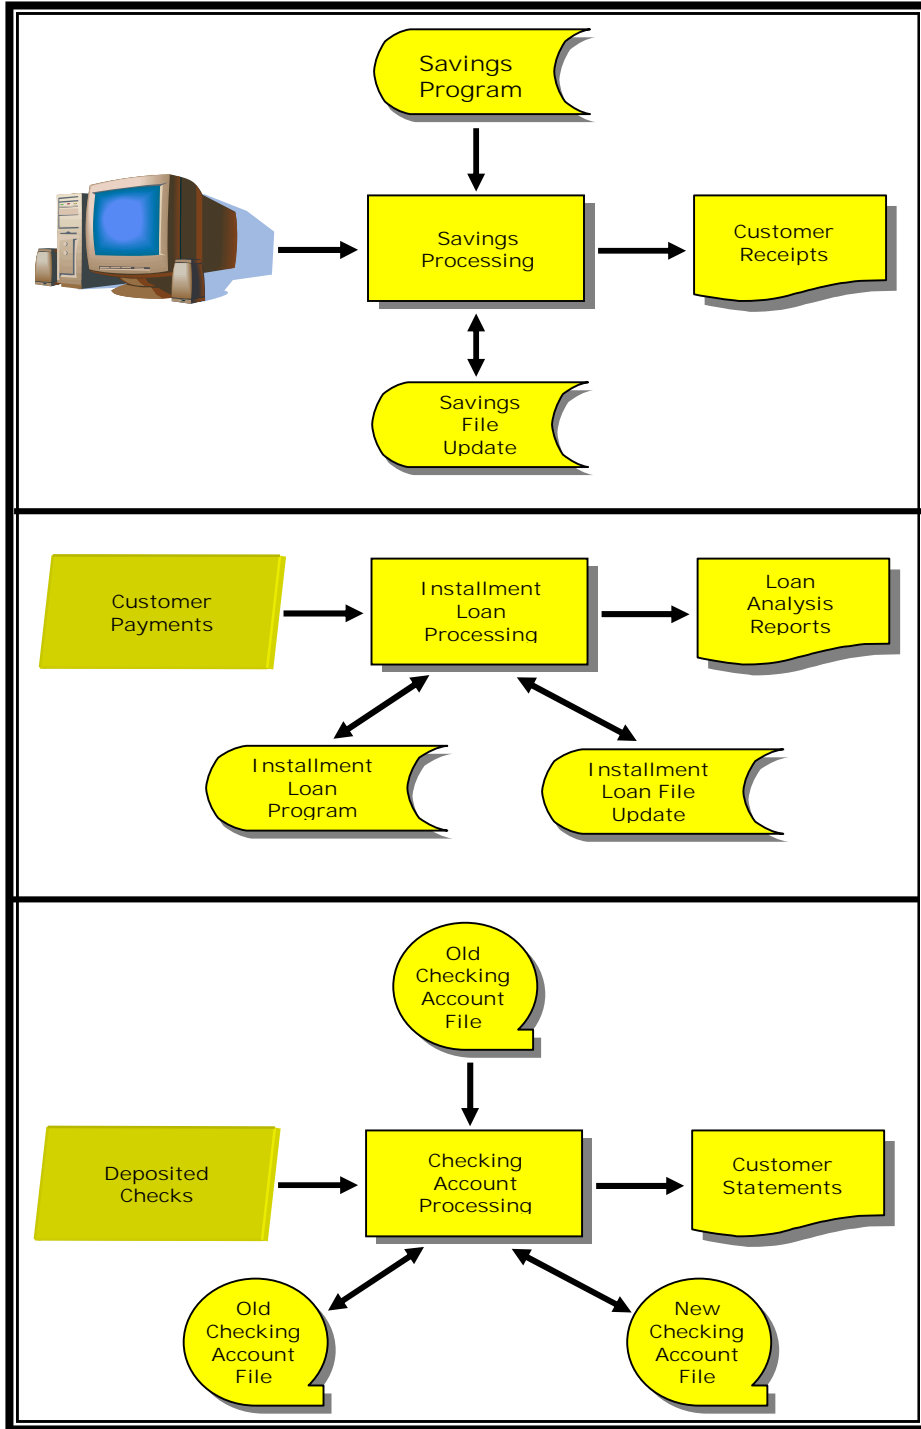 Savings
Program
Savings
Processing
Customer
Receipts
Savings
File
Update
Customer
Payments
Installment
Loan
Processing
Loan
Analysis
Reports
Installment
Loan
Program
Installment
Loan File
Update
Old
Checking
Account
File
Deposited
Checks
Checking
Account
Processing
Customer
Statements
Old
Checking
Account
File
New
Checking
Account
File